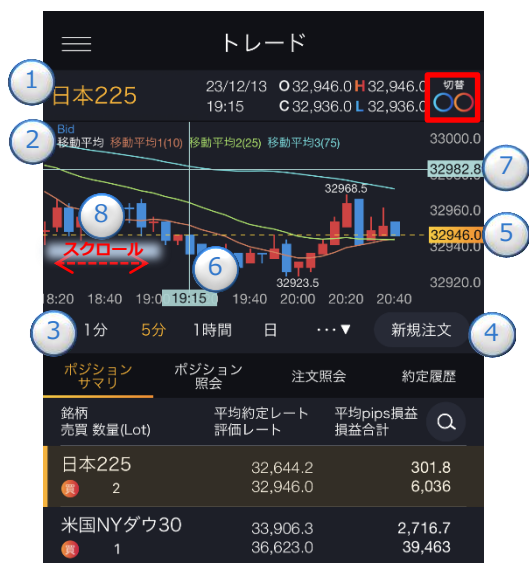 トレード
1
日本225
23/12/13 O 32,946.0 H 32,946.0
19:15 C 32,936.0 L 32,936.0
切替
Bid
2
移動平均 移動平均1(10) 移動平均2(25) 移動平均3(75)
33000.0
32982.8
7
32968.5
8
32960.0
32946.0
5
32940.0
スクロール
6
32923.5
32920.0
18:20 18:40 19:0 19:15 19:40 20:00 20:20 20:40
3
1分 5分 1時間 日 ···▼ 新規注文
4
ポジション
サマリ
ポジション
照会
注文照会
約定履歴
銘柄 平均約定レート 平均pips損益
売買 数量(Lot) 評価レート 損益合計
日本225 32,644.2 301.8
買 2 32,946.0 6,036
米国NYダウ30 33,906.3 2,716.7
買 1 36,623.0 39,463